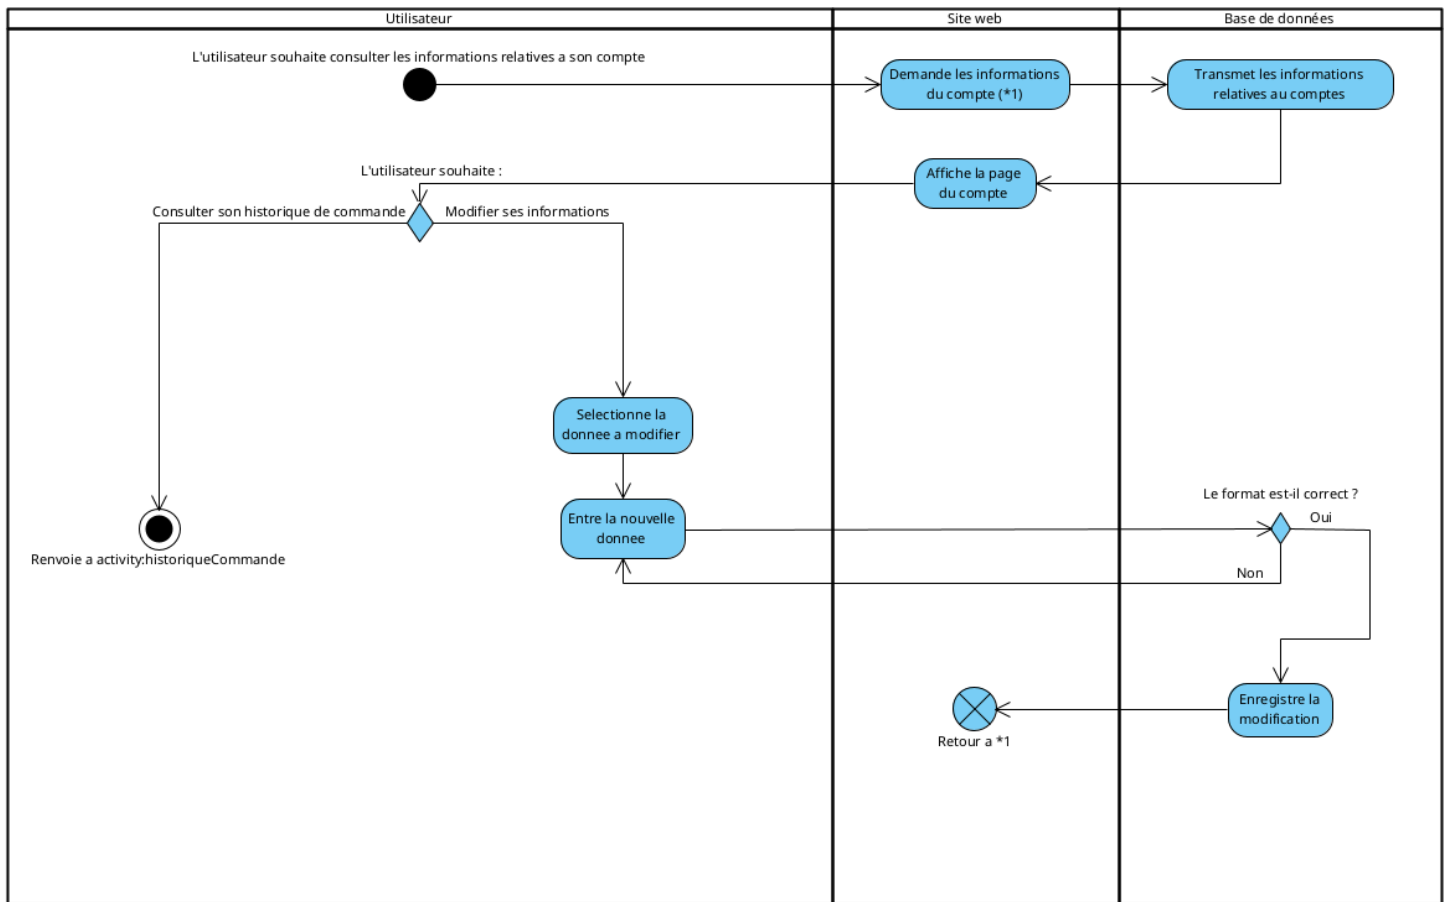 Utilisateur
Site web
Base de données
L'utilisateur souhaite consulter les informations relatives a son compte
Demande les informations
du compte (*1)
Transmet les informations
relatives au comptes
L'utilisateur souhaite :
Affiche la page
du compte
Consulter son historique de commande
Modifier ses informations
Selectionne la
donnee a modifier
Le format est-il correct ?
Entre la nouvelle
donnee
Oui
Renvoie a activity:historiqueCommande
Non
Enregistre la
modification
Retour a *1